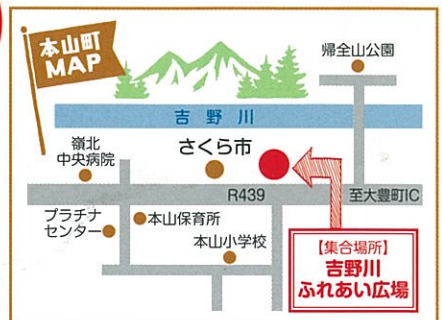 本山町
MAP
帰全山公園
吉野川
嶺北
中央病院
さくら市
R439
至大豊町IC
プラチナ
センター
本山保育所
本山小学校
【集合場所】
吉野川
ふれあい広場